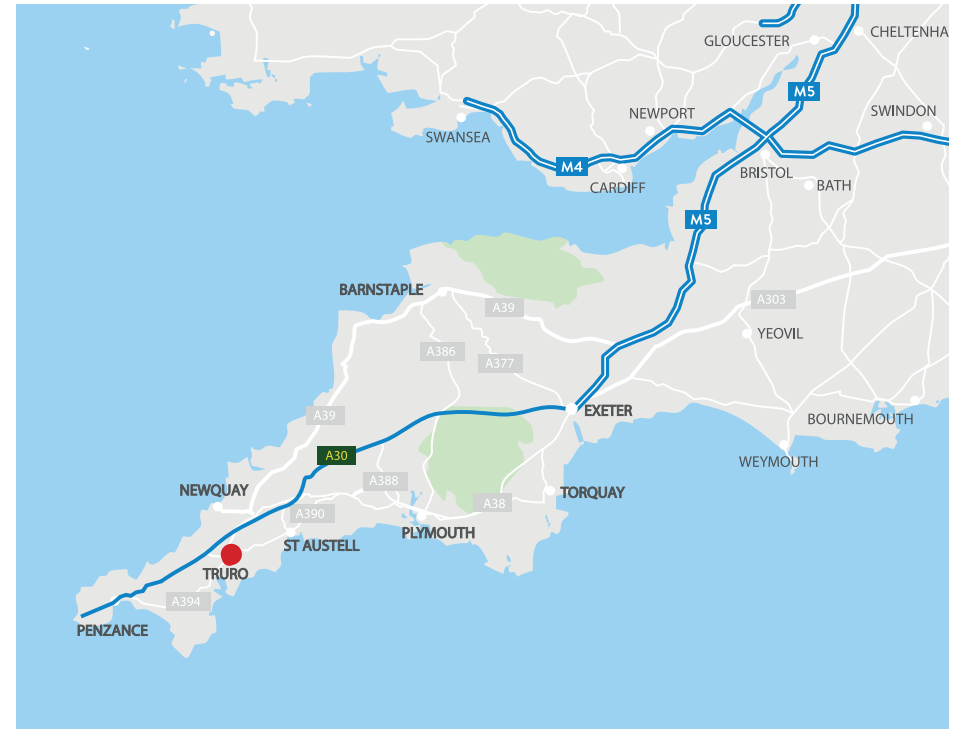 GLOUCESTER
CHELTENHA
M5
SWINDON
NEWPORT
SWANSEA
M4
CARDIFF
BRISTOL
BATH
M5
BARNSTAPLE
A39
A303
YEOVIL
A386
A377
A39
EXETER
BOURNEMOUTH
A30
WEYMOUTH
A388
NEWQUAY
TORQUAY
A38
A390
PLYMOUTH
ST AUSTELL
TRURO
A394
PENZANCE